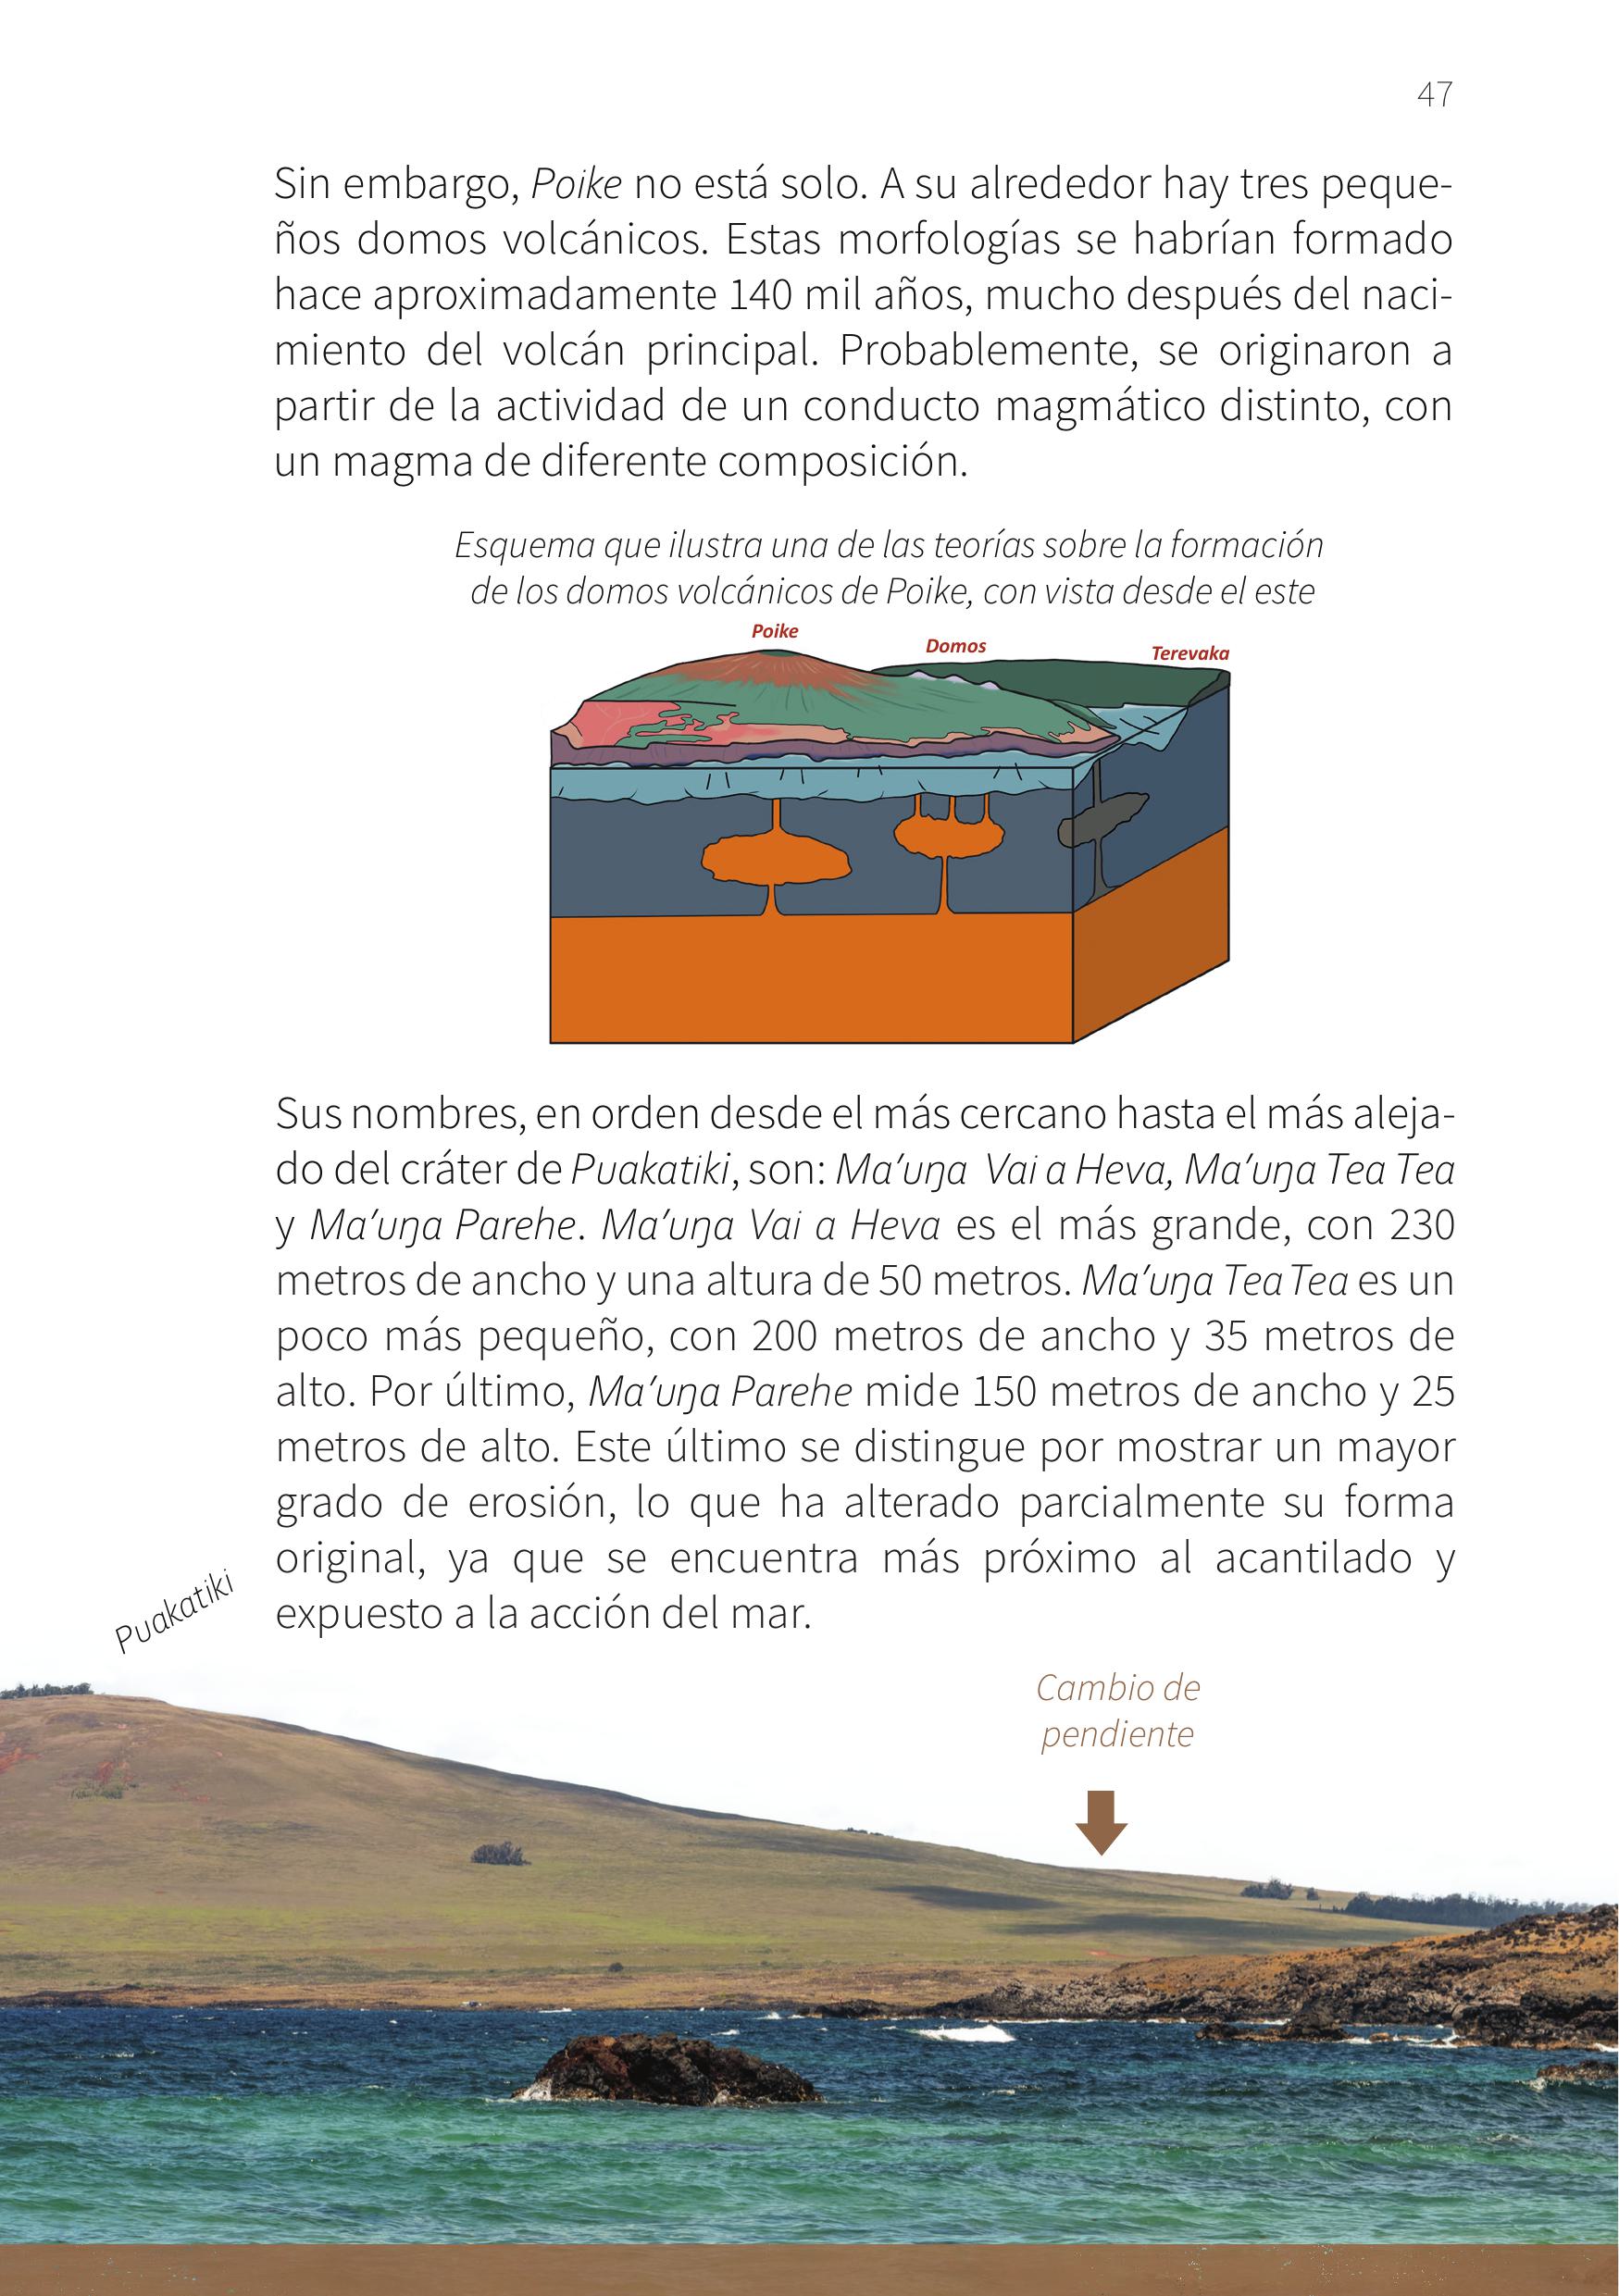 47
Sin embargo, Poike no está solo. A su alrededor hay tres peque-
ños domos volcánicos. Estas morfologías se habrían formado
hace aproximadamente 140 mil años, mucho después del naci-
miento del volcán principal. Probablemente, se originaron a
partir de la actividad de un conducto magmático distinto, con
un magma de diferente composición.
Esquema que ilustra una de las teorías sobre la formación
de los domos volcánicos de Poike, con vista desde el este
Poike
Domos
Terevaka
Sus nombres, en orden desde el más cercano hasta el más aleja-
do del cráter de Puakatiki, son: Ma’uŋa Vai a Heva, Ma’uŋa Tea Tea
y Ma’uŋa Parehe. Ma’uŋa Vai a Heva es el más grande, con 230
metros de ancho y una altura de 50 metros. Ma’uŋa Tea Tea es un
poco más pequeño, con 200 metros de ancho y 35 metros de
alto. Por último, Ma’uŋa Parehe mide 150 metros de ancho y 25
metros de alto. Este último se distingue por mostrar un mayor
grado de erosión, lo que ha alterado parcialmente su forma
original, ya que se encuentra más próximo al acantilado y
expuesto a la acción del mar.
Puakatiki
Cambio de
pendiente